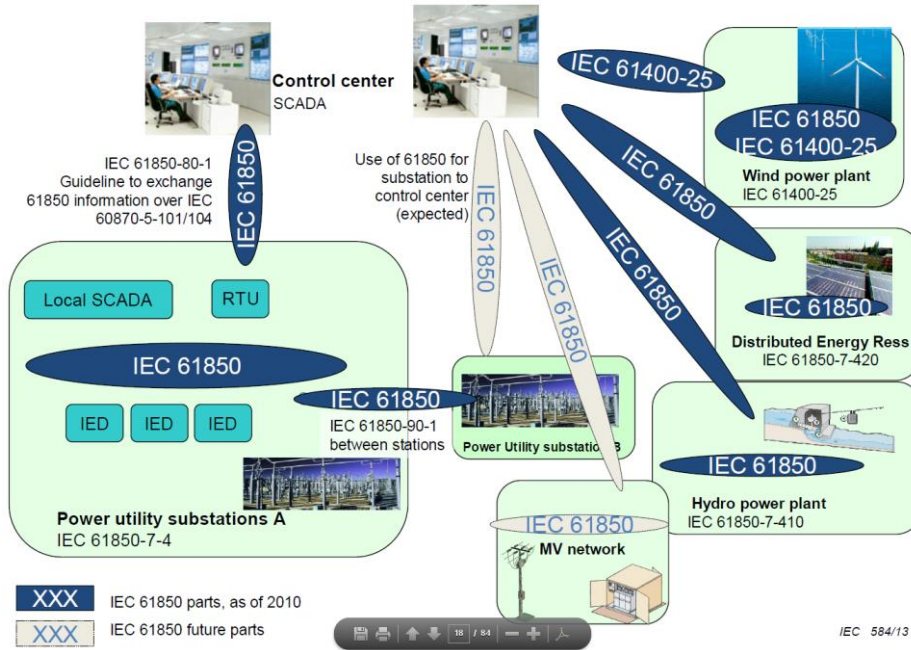 Control center
SCADA
IEC 61850-80-1
Guideline to exchange
61850 information over IEC
60870-5-101/104
IEC 61850
Use of 61850 for
substation to
control center
(expected)
IEC 61850
IEC 61850
IEC 61850
IEC 61850
IEC 61400-25
IEC 61850
IEC 61400-25
Wind power plant
IEC 61400-25
IEC 61850
Distributed Energy Ress
IEC 61850-7-420
IEC 61850
Hydro power plant
IEC 61850-7-410
Local SCADA
RTU
IEC 61850
IED
IED
IED
Power utility substations A
IEC 61850-7-4
IEC 61850
IEC 61850-90-1
between stations
Power Utility substation B
IEC 61850
MV network
XXX
IEC 61850 parts, as of 2010
XXX
IEC 61850 future parts
18 / 84
IEC 584/13